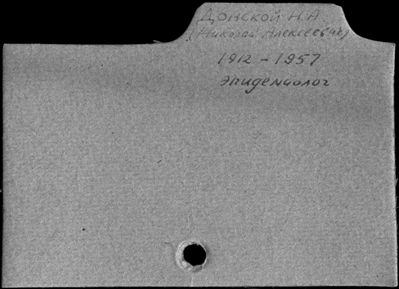 ДОНСКОЙ Н.А
(Николай Алексеевич)
1912 - 1957
эпидемиолог